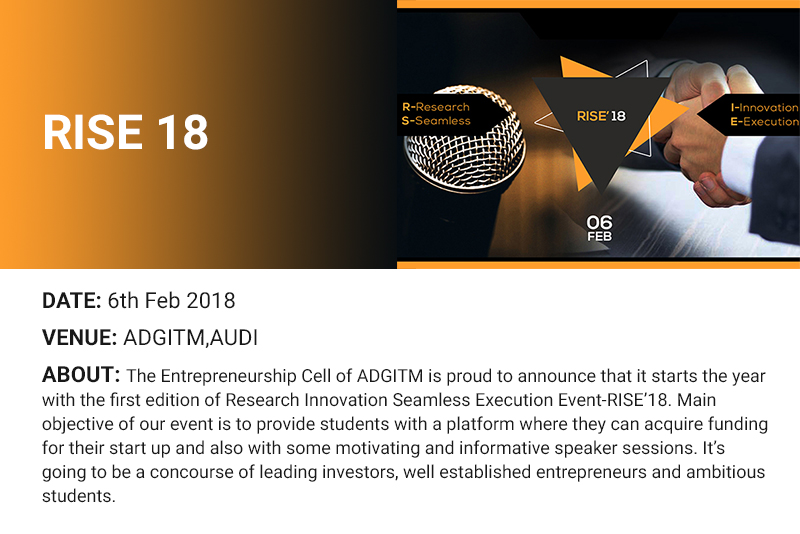 RISE 18
R-Research
S-Seamless
RISE' 18
I-Innovation
E-Execution
06
FEB
DATE: 6th Feb 2018
VENUE: ADGITM,AUDI
ABOUT: The Entrepreneurship Cell of ADGITM is proud to announce that it starts the year
with the first edition of Research Innovation Seamless Execution Event-RISE’18. Main
objective of our event is to provide students with a platform where they can acquire funding
for their start up and also with some motivating and informative speaker sessions. It’s
going to be a concourse of leading investors, well established entrepreneurs and ambitious
students.